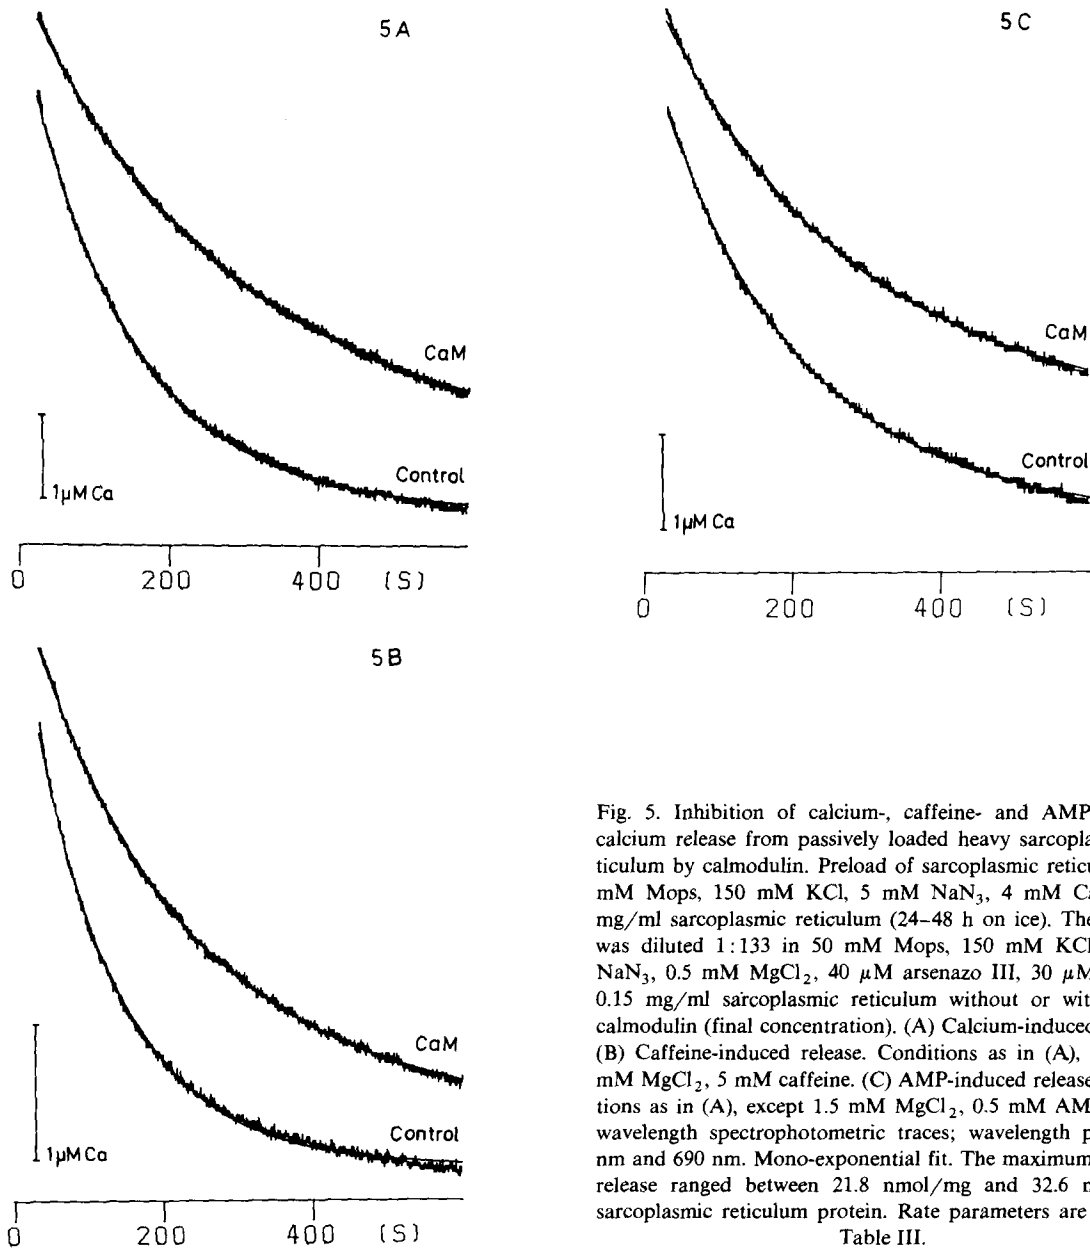 5A
CaM
Control
1μM Ca
0 200 400 (S)
5C
CaM
Control
1μM Ca
0 200 400 (S)
5B
CaM
Control
1μM Ca
0 200 400 (S)
Fig. 5. Inhibition of calcium-, caffeine- and AMP
calcium release from passively loaded heavy sarcopla
ticulum by calmodulin. Preload of sarcoplasmic reticu
mM Mops, 150 mM KCl, 5 mM NaN₃, 4 mM Ca
mg/ml sarcoplasmic reticulum (24–48 h on ice). The
was diluted 1:133 in 50 mM Mops, 150 mM KCl
NaN₃, 0.5 mM MgCl₂, 40 μM arsenazo III, 30 μM
0.15 mg/ml sarcoplasmic reticulum without or wit
calmodulin (final concentration). (A) Calcium-induced
(B) Caffeine-induced release. Conditions as in (A),
mM MgCl₂, 5 mM caffeine. (C) AMP-induced release
tions as in (A), except 1.5 mM MgCl₂, 0.5 mM AM
wavelength spectrophotometric traces; wavelength p
nm and 690 nm. Mono-exponential fit. The maximum
release ranged between 21.8 nmol/mg and 32.6 n
sarcoplasmic reticulum protein. Rate parameters are
Table III.